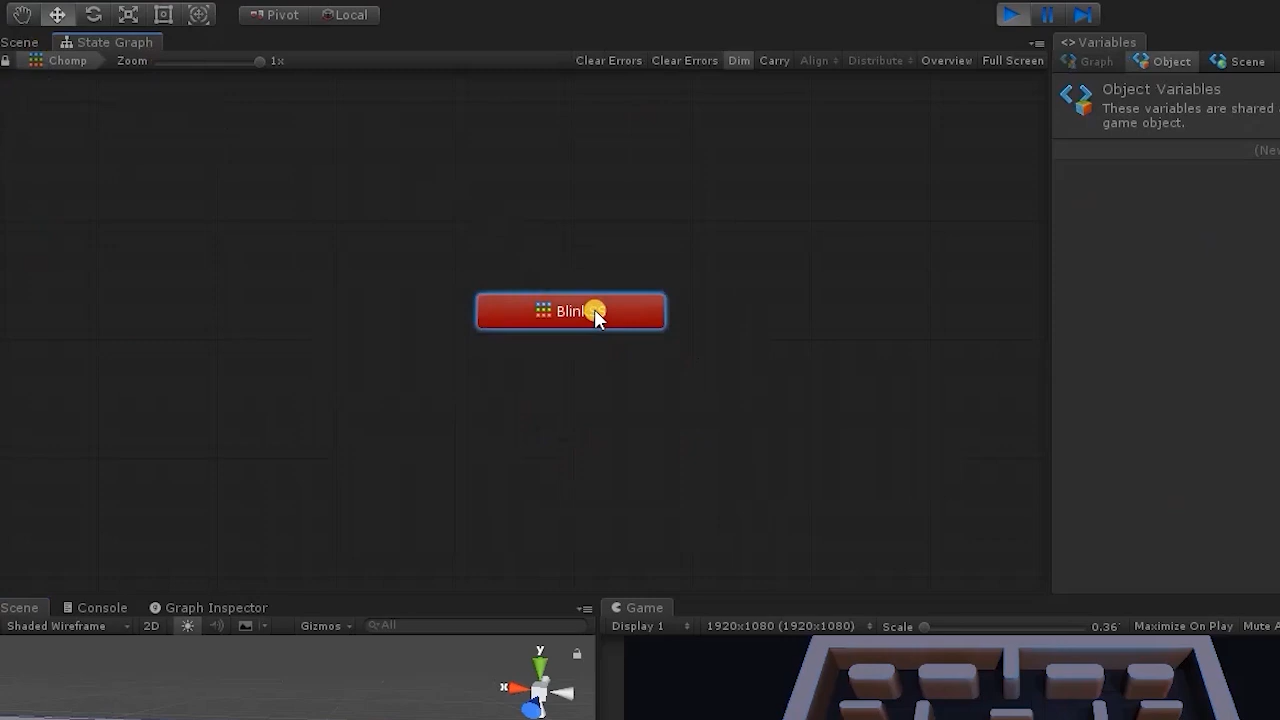 Pivot Local
Scene State Graph <> Variables
Chomp Zoom 1x Clear Errors Clear Errors Dim Carry Align Distribute Overview Full Screen Graph Object Scene
Object Variables
These variables are shared
game object.
(Nev
Scene Console Graph Inspector Game
Shaded Wireframe 2D Gizmos All Display 1 1920x1080 (1920x1080) Scale 0.36 Maximize On Play Mute A
y
x